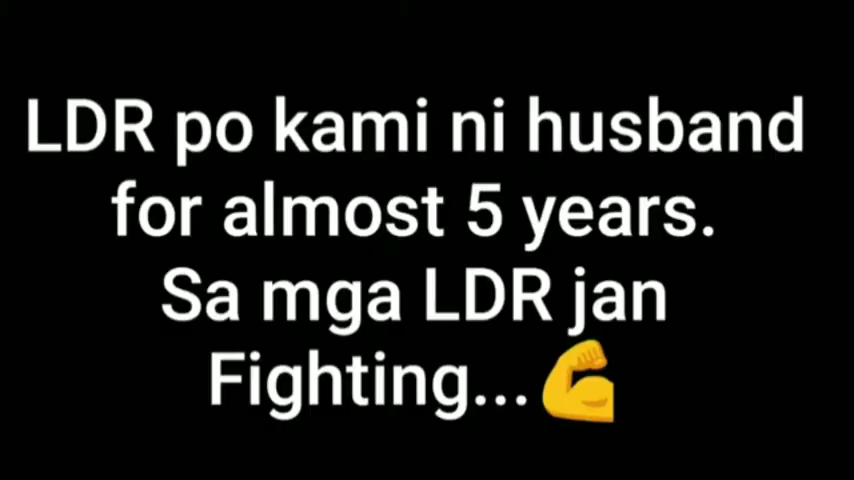 LDR po kami ni husband
for almost 5 years.
Sa mga LDR jan
Fighting...💪